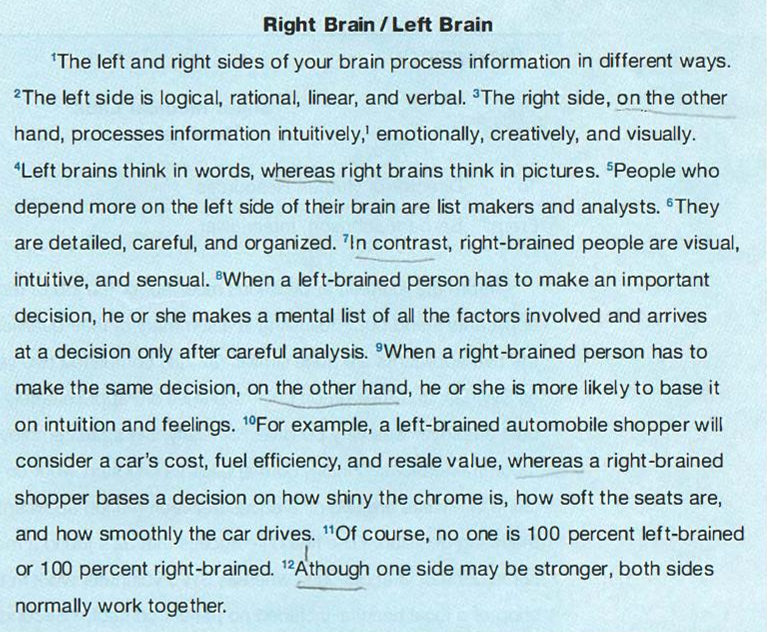 Right Brain / Left Brain
¹The left and right sides of your brain process information in different ways.
²The left side is logical, rational, linear, and verbal. ³The right side, on the other
hand, processes information intuitively,¹ emotionally, creatively, and visually.
⁴Left brains think in words, whereas right brains think in pictures. ⁵People who
depend more on the left side of their brain are list makers and analysts. ⁶They
are detailed, careful, and organized. ⁷In contrast, right-brained people are visual,
intuitive, and sensual. ⁸When a left-brained person has to make an important
decision, he or she makes a mental list of all the factors involved and arrives
at a decision only after careful analysis. ⁹When a right-brained person has to
make the same decision, on the other hand, he or she is more likely to base it
on intuition and feelings. ¹⁰For example, a left-brained automobile shopper will
consider a car's cost, fuel efficiency, and resale value, whereas a right-brained
shopper bases a decision on how shiny the chrome is, how soft the seats are,
and how smoothly the car drives. ¹¹Of course, no one is 100 percent left-brained
or 100 percent right-brained. ¹²Although one side may be stronger, both sides
normally work together.